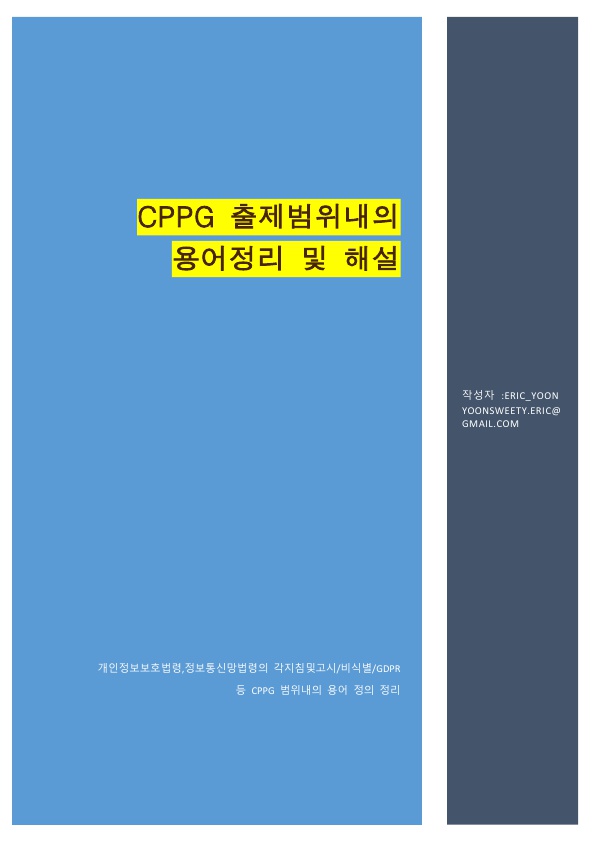 CPPG 출제범위내의
용어정리 및 해설
작성자 :ERIC_YOON
YOONSWEETY.ERIC@
GMAIL.COM
개인정보보호법령,정보통신망법령의 각지침및고시/비식별/GDPR
등 CPPG 범위내의 용어 정의 정리